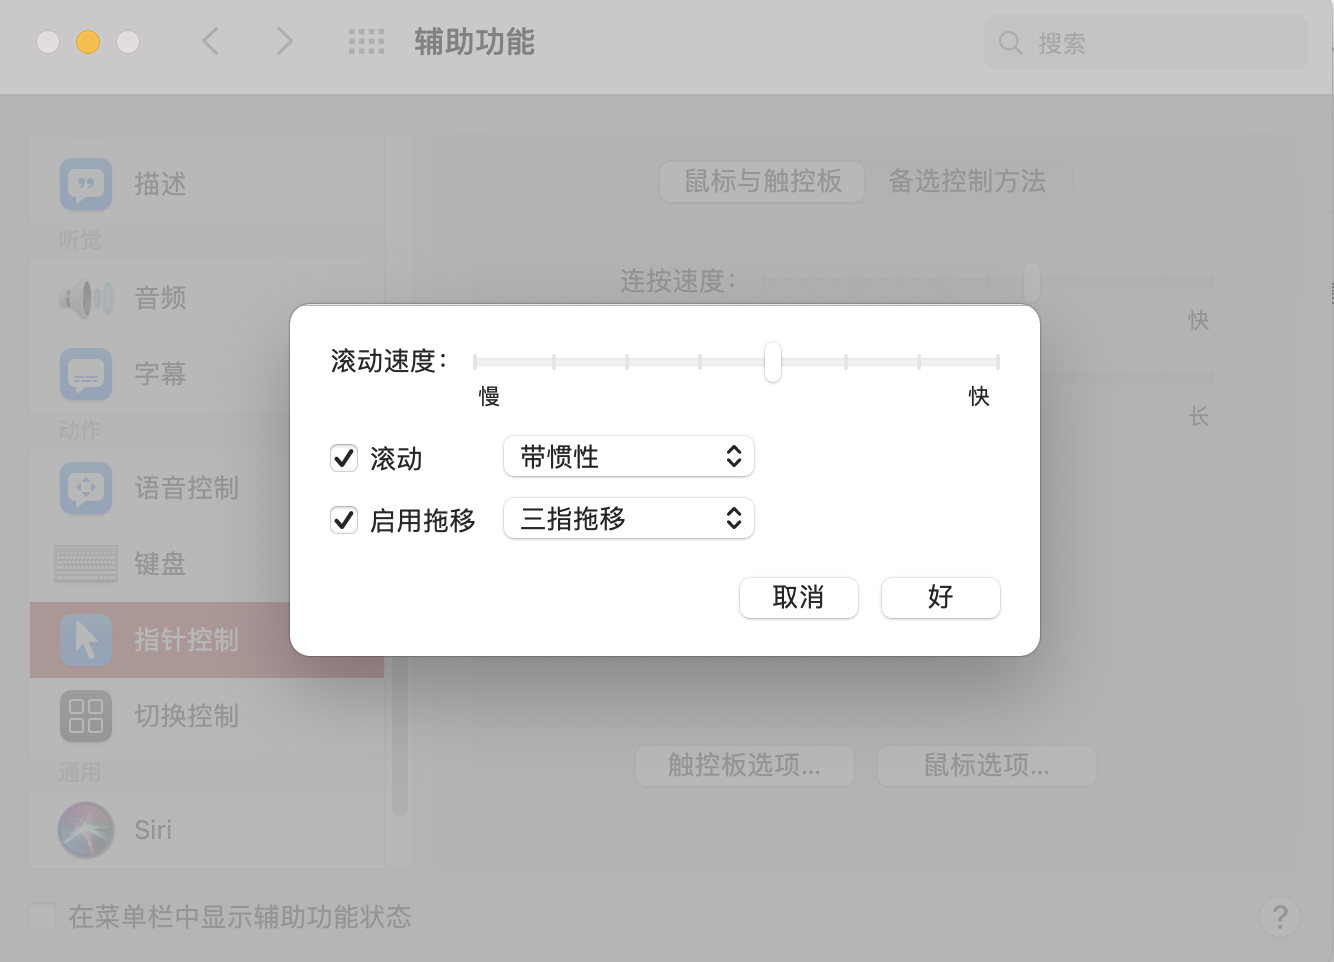 辅助功能
搜索
描述
听觉
音频
字幕
动作
语音控制
键盘
指针控制
切换控制
通用
Siri
鼠标与触控板
备选控制方法
连按速度：
快
长
滚动速度：
慢
快
滚动
带惯性
启用拖移
三指拖移
取消
好
触控板选项...
鼠标选项...
在菜单栏中显示辅助功能状态
?